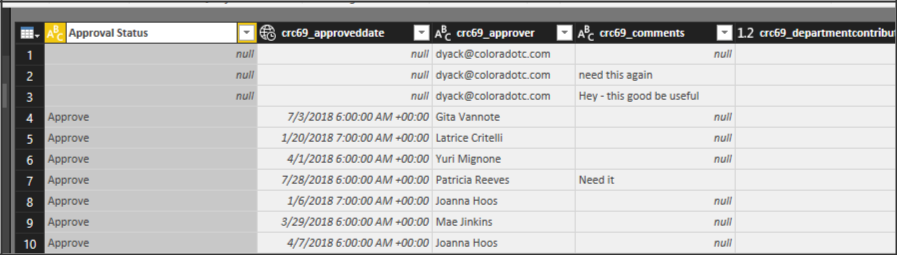 ABC Approval Status crc69_approveddate ABC crc69_approver ABC crc69_comments 1.2 crc69_departmentcontribu
1 null null dyack@coloradotc.com
2 null null dyack@coloradotc.com need this again
3 null null dyack@coloradotc.com Hey - this good be useful
4 Approve 7/3/2018 6:00:00 AM +00:00 Gita Vannote null
5 Approve 1/20/2018 7:00:00 AM +00:00 Latrice Critelli null
6 Approve 4/1/2018 6:00:00 AM +00:00 Yuri Mignone null
7 Approve 7/28/2018 6:00:00 AM +00:00 Patricia Reeves Need it
8 Approve 1/6/2018 7:00:00 AM +00:00 Joanna Hoos null
9 Approve 3/29/2018 6:00:00 AM +00:00 Mae Jinkins null
10 Approve 4/7/2018 6:00:00 AM +00:00 Joanna Hoos null